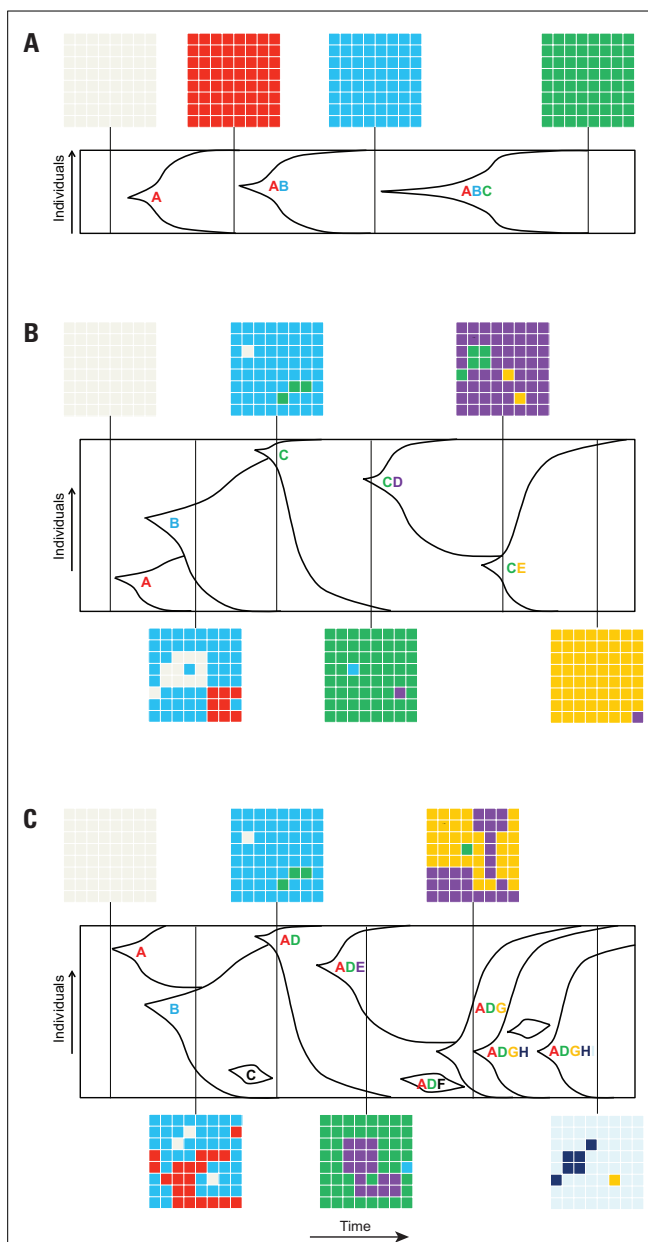 A
Individuals
A
AB
ABC
B
Individuals
C
CD
B
CE
A
C
Individuals
AD
A
ADE
ADG
B
ADGH
ADGH
C
ADF
Time